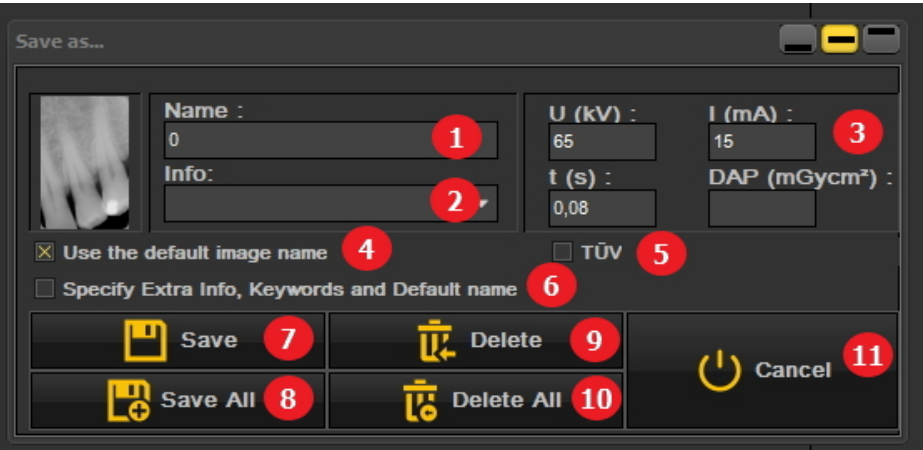 Save as...
Name :
0
1
Info:
2
U (kV) :
65
I (mA) :
15
3
t (s) :
0,08
DAP (mGycm²) :
Use the default image name
4
TÜV
5
Specify Extra Info, Keywords and Default name
6
Save
7
Delete
9
Cancel
11
Save All
8
Delete All
10